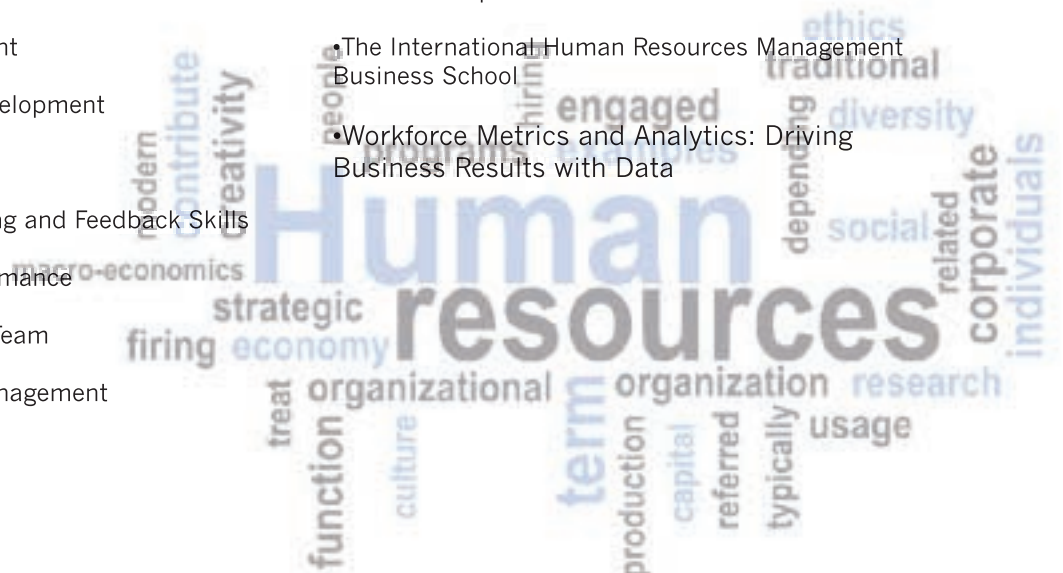 nt
elopment
ng and Feedback Skills
mance
Team
nagement
•The International Human Resources Management
Business School
•Workforce Metrics and Analytics: Driving
Business Results with Data
ethics
traditional
people
hiring
engaged
diversity
modern
contribute
creativity
programs
examples
depending
Human
social
related
corporate
individuals
macro-economics
strategic
resources
firing
economy
treat
organizational
term
organization
research
function
culture
production
capital
referred
typically
usage